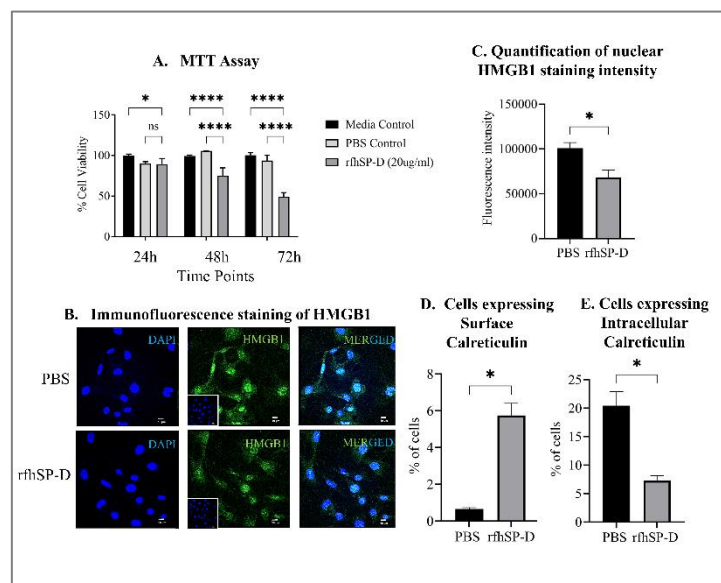 A. MTT Assay
*
****
****
ns
****
****
% Cell Viability
150
100
50
0
24h
48h
72h
Time Points
Media Control
PBS Control
rfhSP-D (20ug/ml)
C. Quantification of nuclear
HMGB1 staining intensity
*
Fluorescence intensity
150000
100000
50000
0
PBS rfhSP-D
B. Immunofluorescence staining of HMGB1
PBS
DAPI
HMGB1
MERGED
rfhSP-D
DAPI
HMGB1
MERGED
D. Cells expressing
Surface
Calreticulin
*
% of cells
8
6
4
2
0
PBS rfhSP-D
E. Cells expressing
Intracellular
Calreticulin
*
% of cells
25
20
15
10
5
0
PBS rfhSP-D